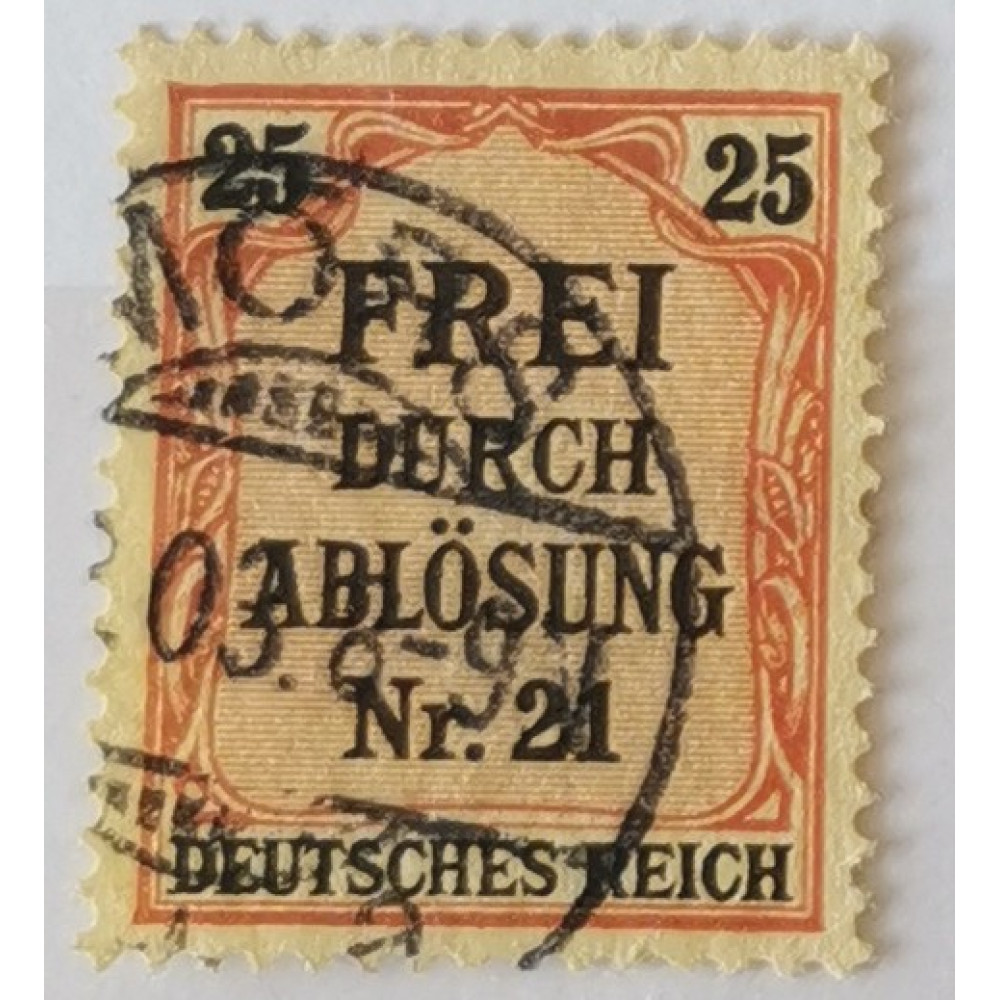 25 25
FREI
DURCH
ABLÖSUNG
Nr. 21
DEUTSCHES REICH